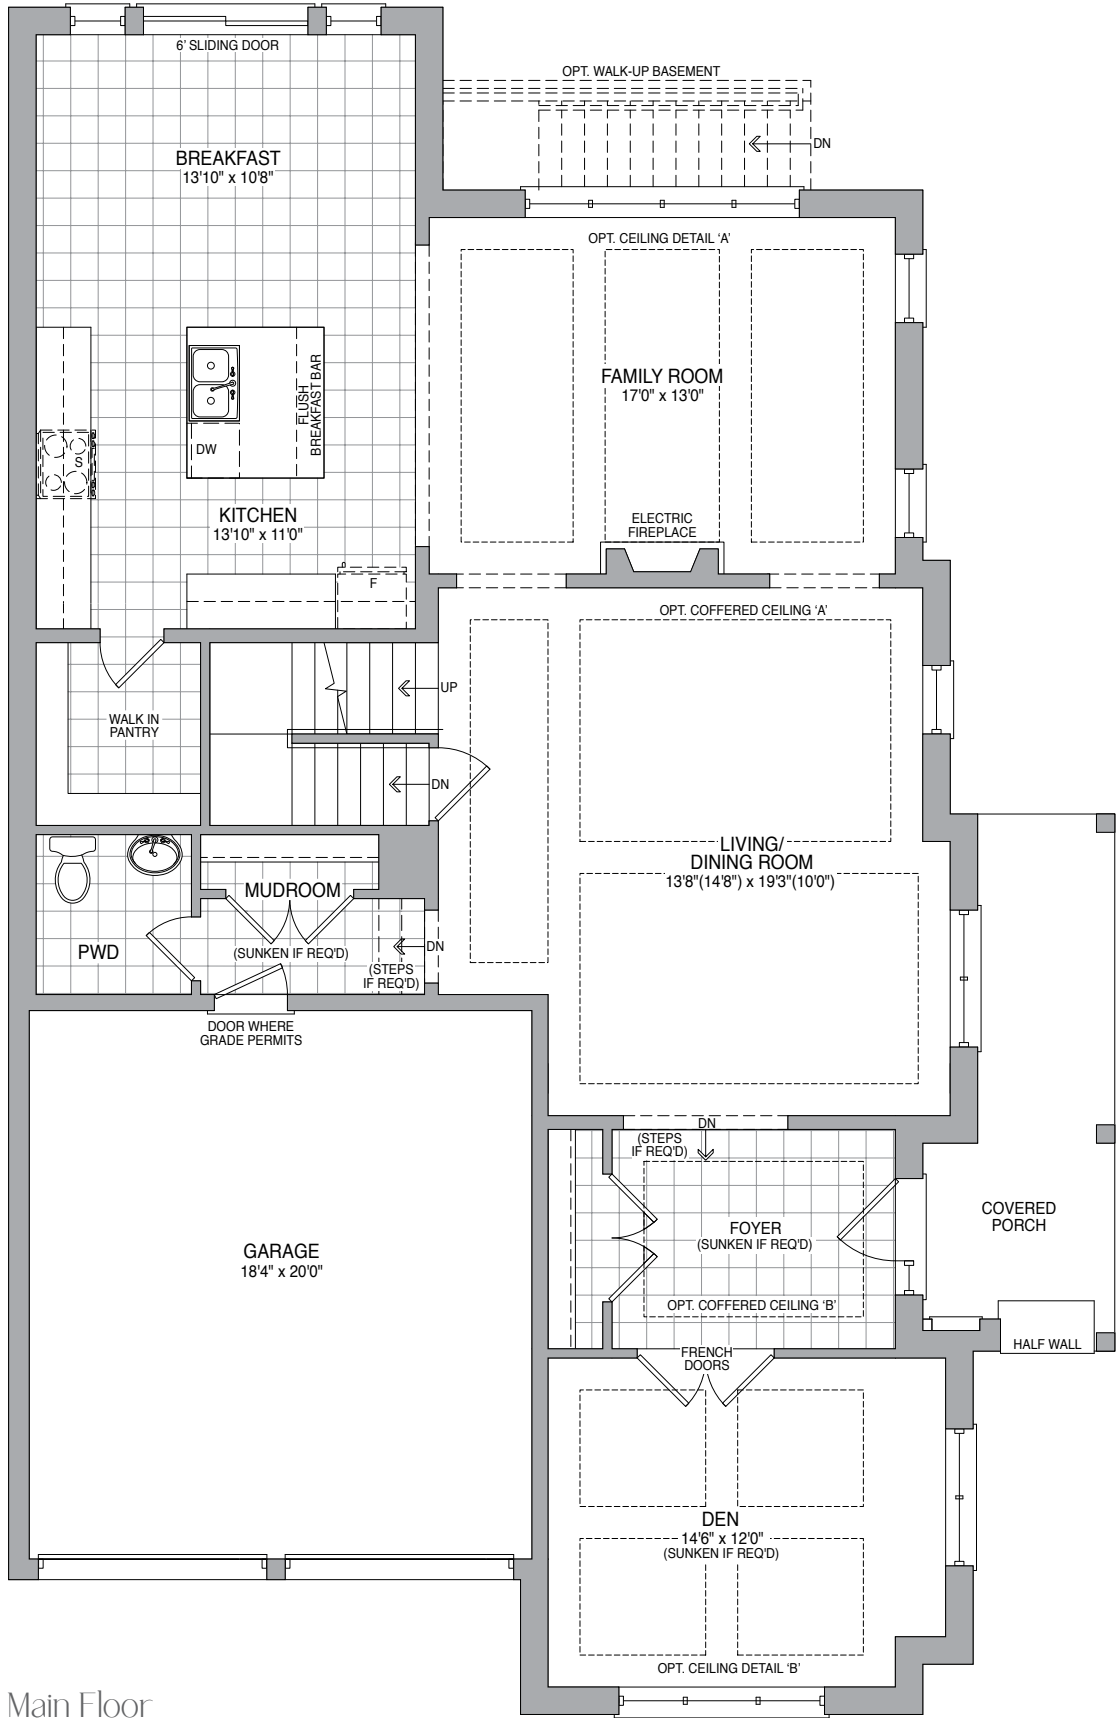 6' SLIDING DOOR
OPT. WALK-UP BASEMENT
DN
BREAKFAST
13'10" x 10'8"
OPT. CEILING DETAIL 'A'
FAMILY ROOM
17'0" x 13'0"
FLUSH
BREAKFAST BAR
DW
S
KITCHEN
13'10" x 11'0"
ELECTRIC
FIREPLACE
F
OPT. COFFERED CEILING 'A'
UP
WALK IN
PANTRY
DN
LIVING/
DINING ROOM
13'8"(14'8") x 19'3"(10'0")
MUDROOM
(SUNKEN IF REQ'D)
DN
PWD
(STEPS
IF REQ'D)
DOOR WHERE
GRADE PERMITS
DN
(STEPS
IF REQ'D)
GARAGE
18'4" x 20'0"
FOYER
(SUNKEN IF REQ'D)
COVERED
PORCH
OPT. COFFERED CEILING 'B'
HALF WALL
FRENCH
DOORS
DEN
14'6" x 12'0"
(SUNKEN IF REQ'D)
OPT. CEILING DETAIL 'B'
Main Floor